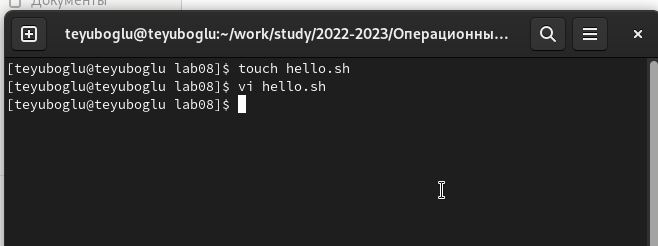 Документы
teyuboglu@teyuboglu:~/work/study/2022-2023/Операционны...
[teyuboglu@teyuboglu lab08]$ touch hello.sh
[teyuboglu@teyuboglu lab08]$ vi hello.sh
[teyuboglu@teyuboglu lab08]$